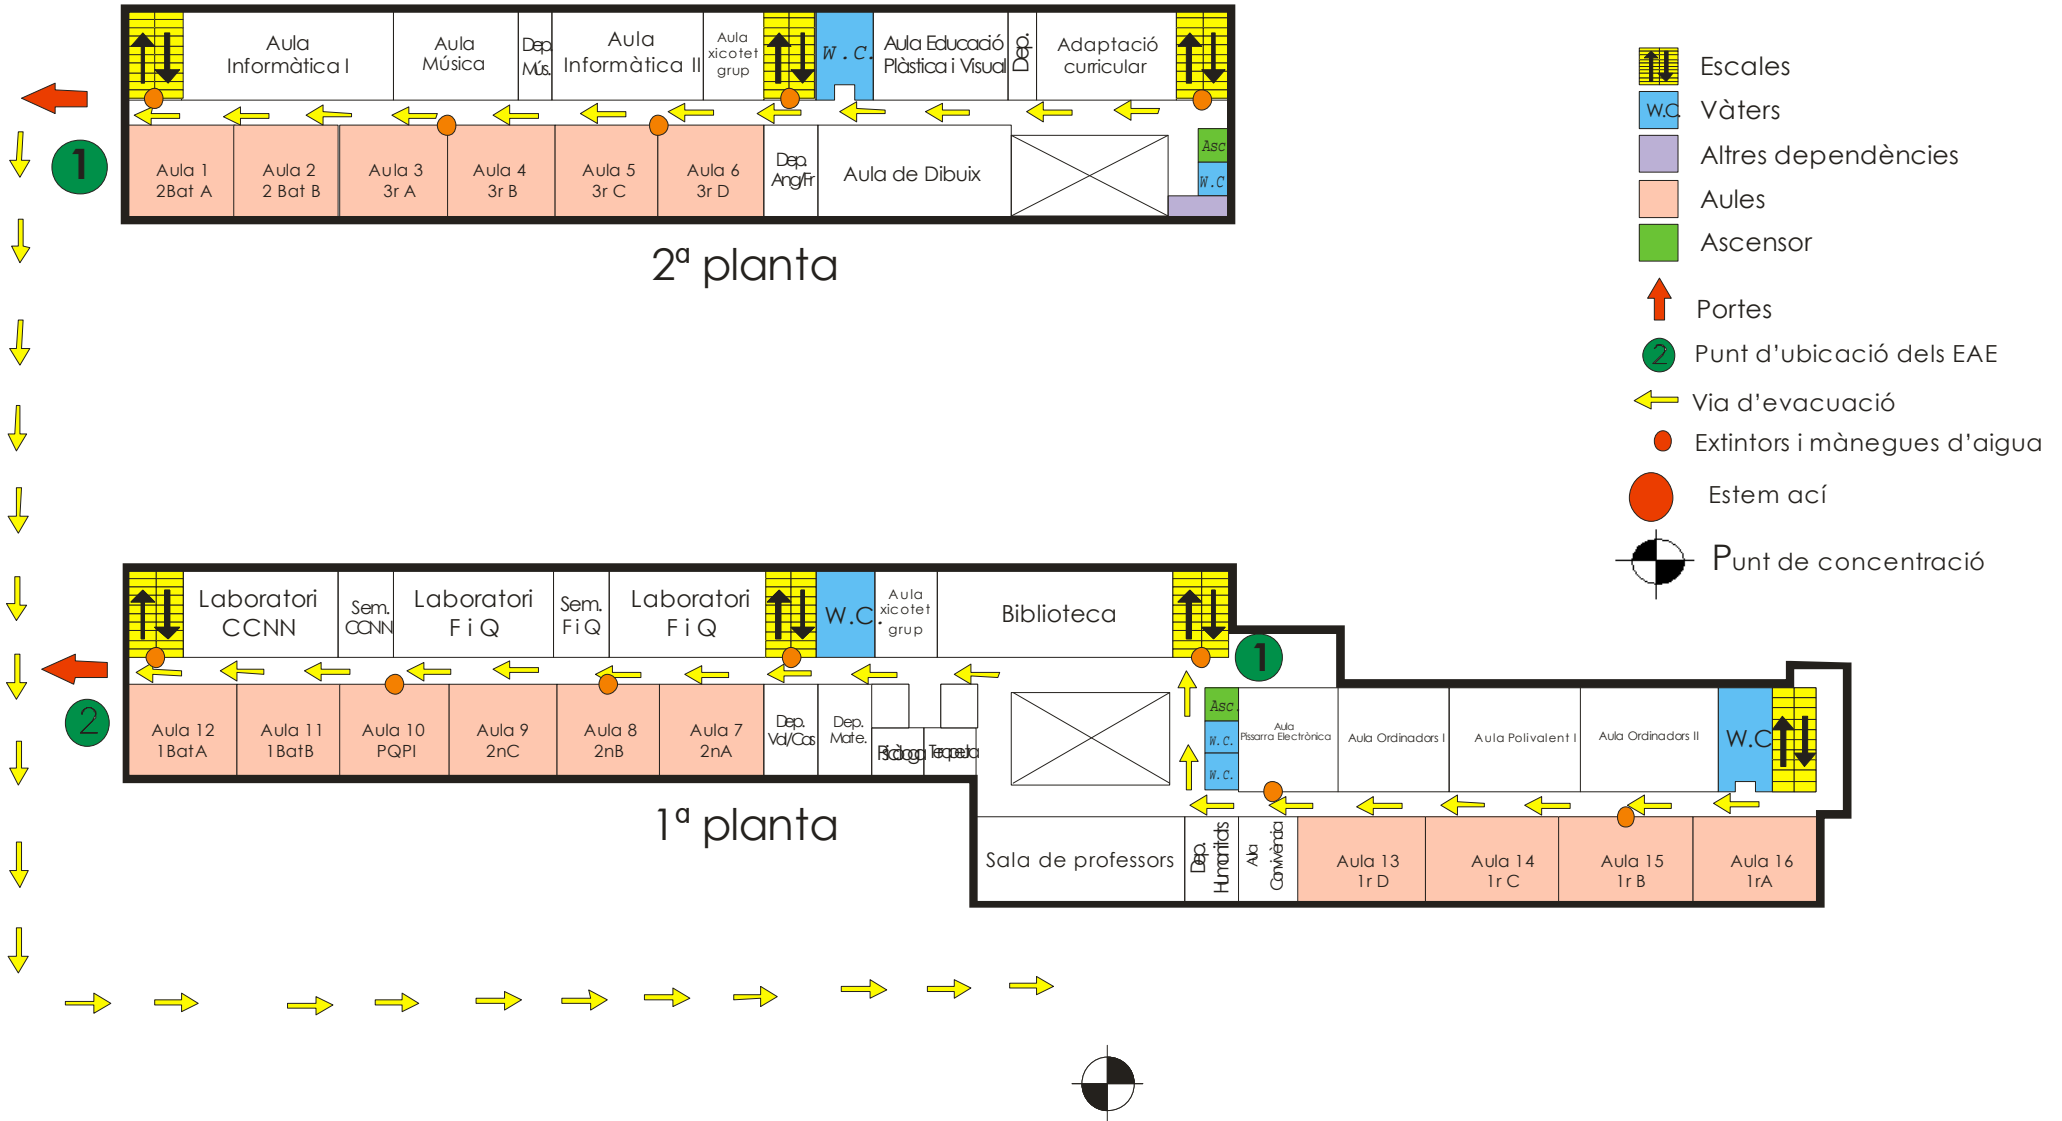 Aula
Informàtica I
Aula
Música
Dep.
Mús.
Aula
Informàtica II
Aula
xicotet
grup
W.C.
Aula Educació
Plàstica i Visual
Dep.
Adaptació
curricular
1
Aula 1
2Bat A
Aula 2
2 Bat B
Aula 3
3r A
Aula 4
3r B
Aula 5
3r C
Aula 6
3r D
Dep.
Ang/Fr
Aula de Dibuix
Asc
W.C
2ª planta
Escales
W.C.
Vàters
Altres dependències
Aules
Ascensor
Portes
2
Punt d'ubicació dels EAE
Via d'evacuació
Extintors i mànegues d'aigua
Estem ací
Punt de concentració
Laboratori
CCNN
Sem.
CCNN
Laboratori
F i Q
Sem.
F i Q
Laboratori
F i Q
W.C.
Aula
xicotet
grup
Biblioteca
1
2
Aula 12
1BatA
Aula 11
1BatB
Aula 10
PQPI
Aula 9
2nC
Aula 8
2nB
Aula 7
2nA
Dep.
Val/Cas
Dep.
Mate.
Psicòloga
Terapeuta
Asc.
W.C.
W.C.
Aula
Pissarra Electrònica
Aula Ordinadors I
Aula Polivalent I
Aula Ordinadors II
W.C
1ª planta
Sala de professors
Dep.
Humanitats
Aula
Convivència
Aula 13
1r D
Aula 14
1r C
Aula 15
1r B
Aula 16
1rA